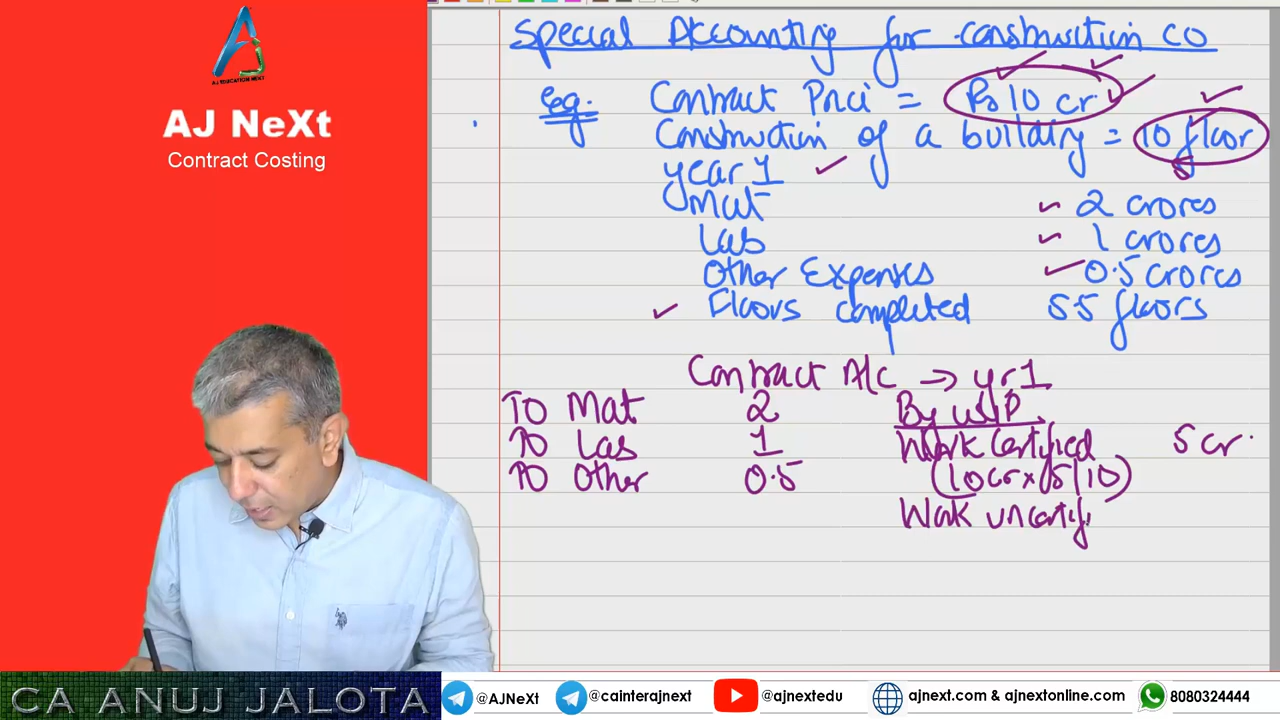 AJ EDUCATION NEXT
AJ NeXt
Contract Costing
Special Accounting for construction CO
eg. Contract Price = Rs 10 cr.
Construction of a building = 10 floor
year 1
Mat 2 crores
Lab 1 crores
Other Expenses 0.5 crores
Floors completed 5.5 floors
Contract A/C → yr 1
TO Mat 2 By WIP
TO Lab 1 Work Certified 5 cr.
TO Other 0.5 (10cr x 5/10)
Work uncertif
CA ANUJ JALOTA @AJNeXt @cainterajnext @ajnextedu ajnext.com & ajnextonline.com 8080324444